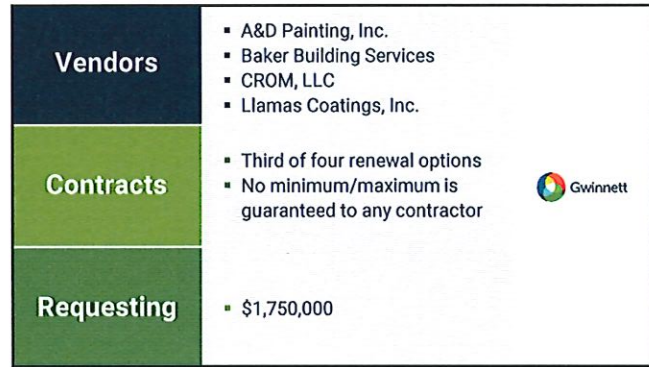 Vendors
▪ A&D Painting, Inc.
▪ Baker Building Services
▪ CROM, LLC
▪ Llamas Coatings, Inc.
Contracts
▪ Third of four renewal options
▪ No minimum/maximum is
guaranteed to any contractor
Gwinnett
Requesting
▪ $1,750,000